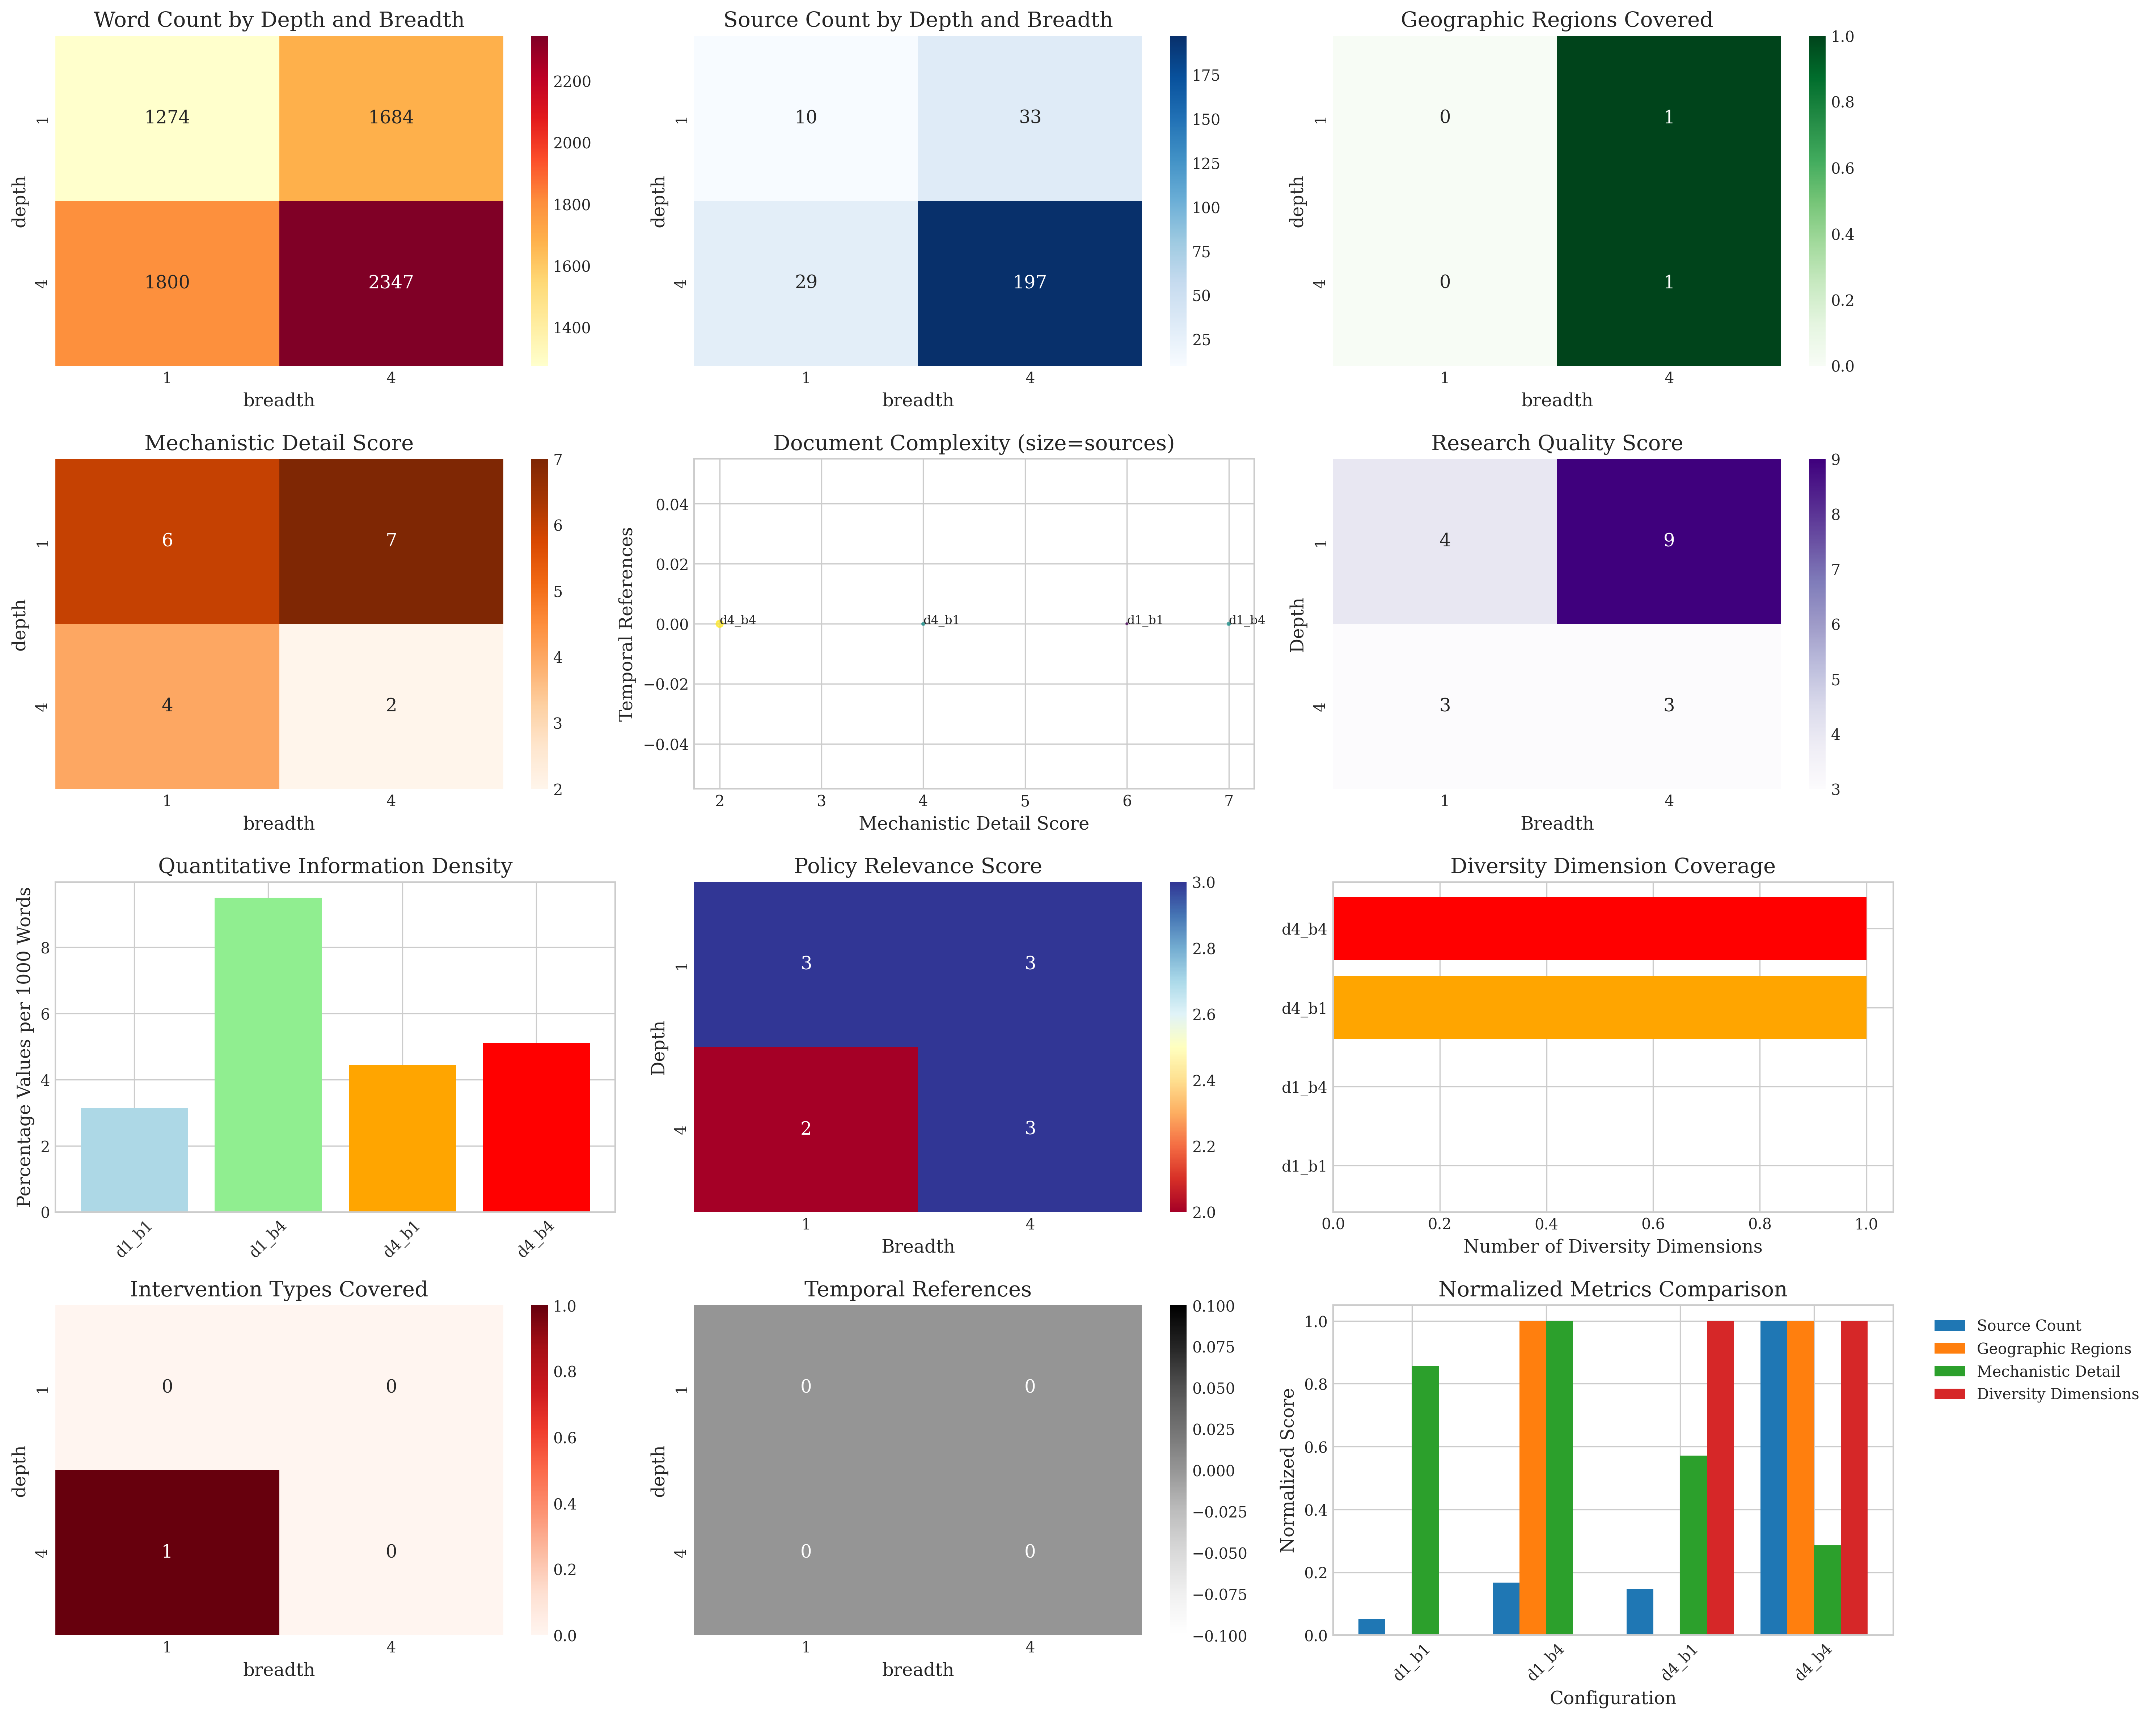 Word Count by Depth and Breadth
1274 1684
1800 2347
1
4
depth
1 4
breadth
2200
2000
1800
1600
1400
Source Count by Depth and Breadth
10 33
29 197
1
4
depth
1 4
breadth
175
150
125
100
75
50
25
Geographic Regions Covered
0 1
0 1
1
4
depth
1 4
breadth
1.0
0.8
0.6
0.4
0.2
0.0
Mechanistic Detail Score
6 7
4 2
1
4
depth
1 4
breadth
7
6
5
4
3
2
Document Complexity (size=sources)
0.04
0.02
0.00
−0.02
−0.04
Temporal References
d4_b4 d4_b1 d1_b1 d1_b4
2 3 4 5 6 7
Mechanistic Detail Score
Research Quality Score
4 9
3 3
1
4
Depth
1 4
Breadth
9
8
7
6
5
4
3
Quantitative Information Density
Percentage Values per 1000 Words
8
6
4
2
0
d1_b1 d1_b4 d4_b1 d4_b4
Policy Relevance Score
3 3
2 3
1
4
Depth
1 4
Breadth
3.0
2.8
2.6
2.4
2.2
2.0
Diversity Dimension Coverage
d4_b4
d4_b1
d1_b4
d1_b1
0.0 0.2 0.4 0.6 0.8 1.0
Number of Diversity Dimensions
Intervention Types Covered
0 0
1 0
1
4
depth
1 4
breadth
1.0
0.8
0.6
0.4
0.2
0.0
Temporal References
0 0
0 0
1
4
depth
1 4
breadth
0.100
0.075
0.050
0.025
0.000
−0.025
−0.050
−0.075
−0.100
Normalized Metrics Comparison
Normalized Score
1.0
0.8
0.6
0.4
0.2
0.0
d1_b1 d1_b4 d4_b1 d4_b4
Configuration
Source Count
Geographic Regions
Mechanistic Detail
Diversity Dimensions